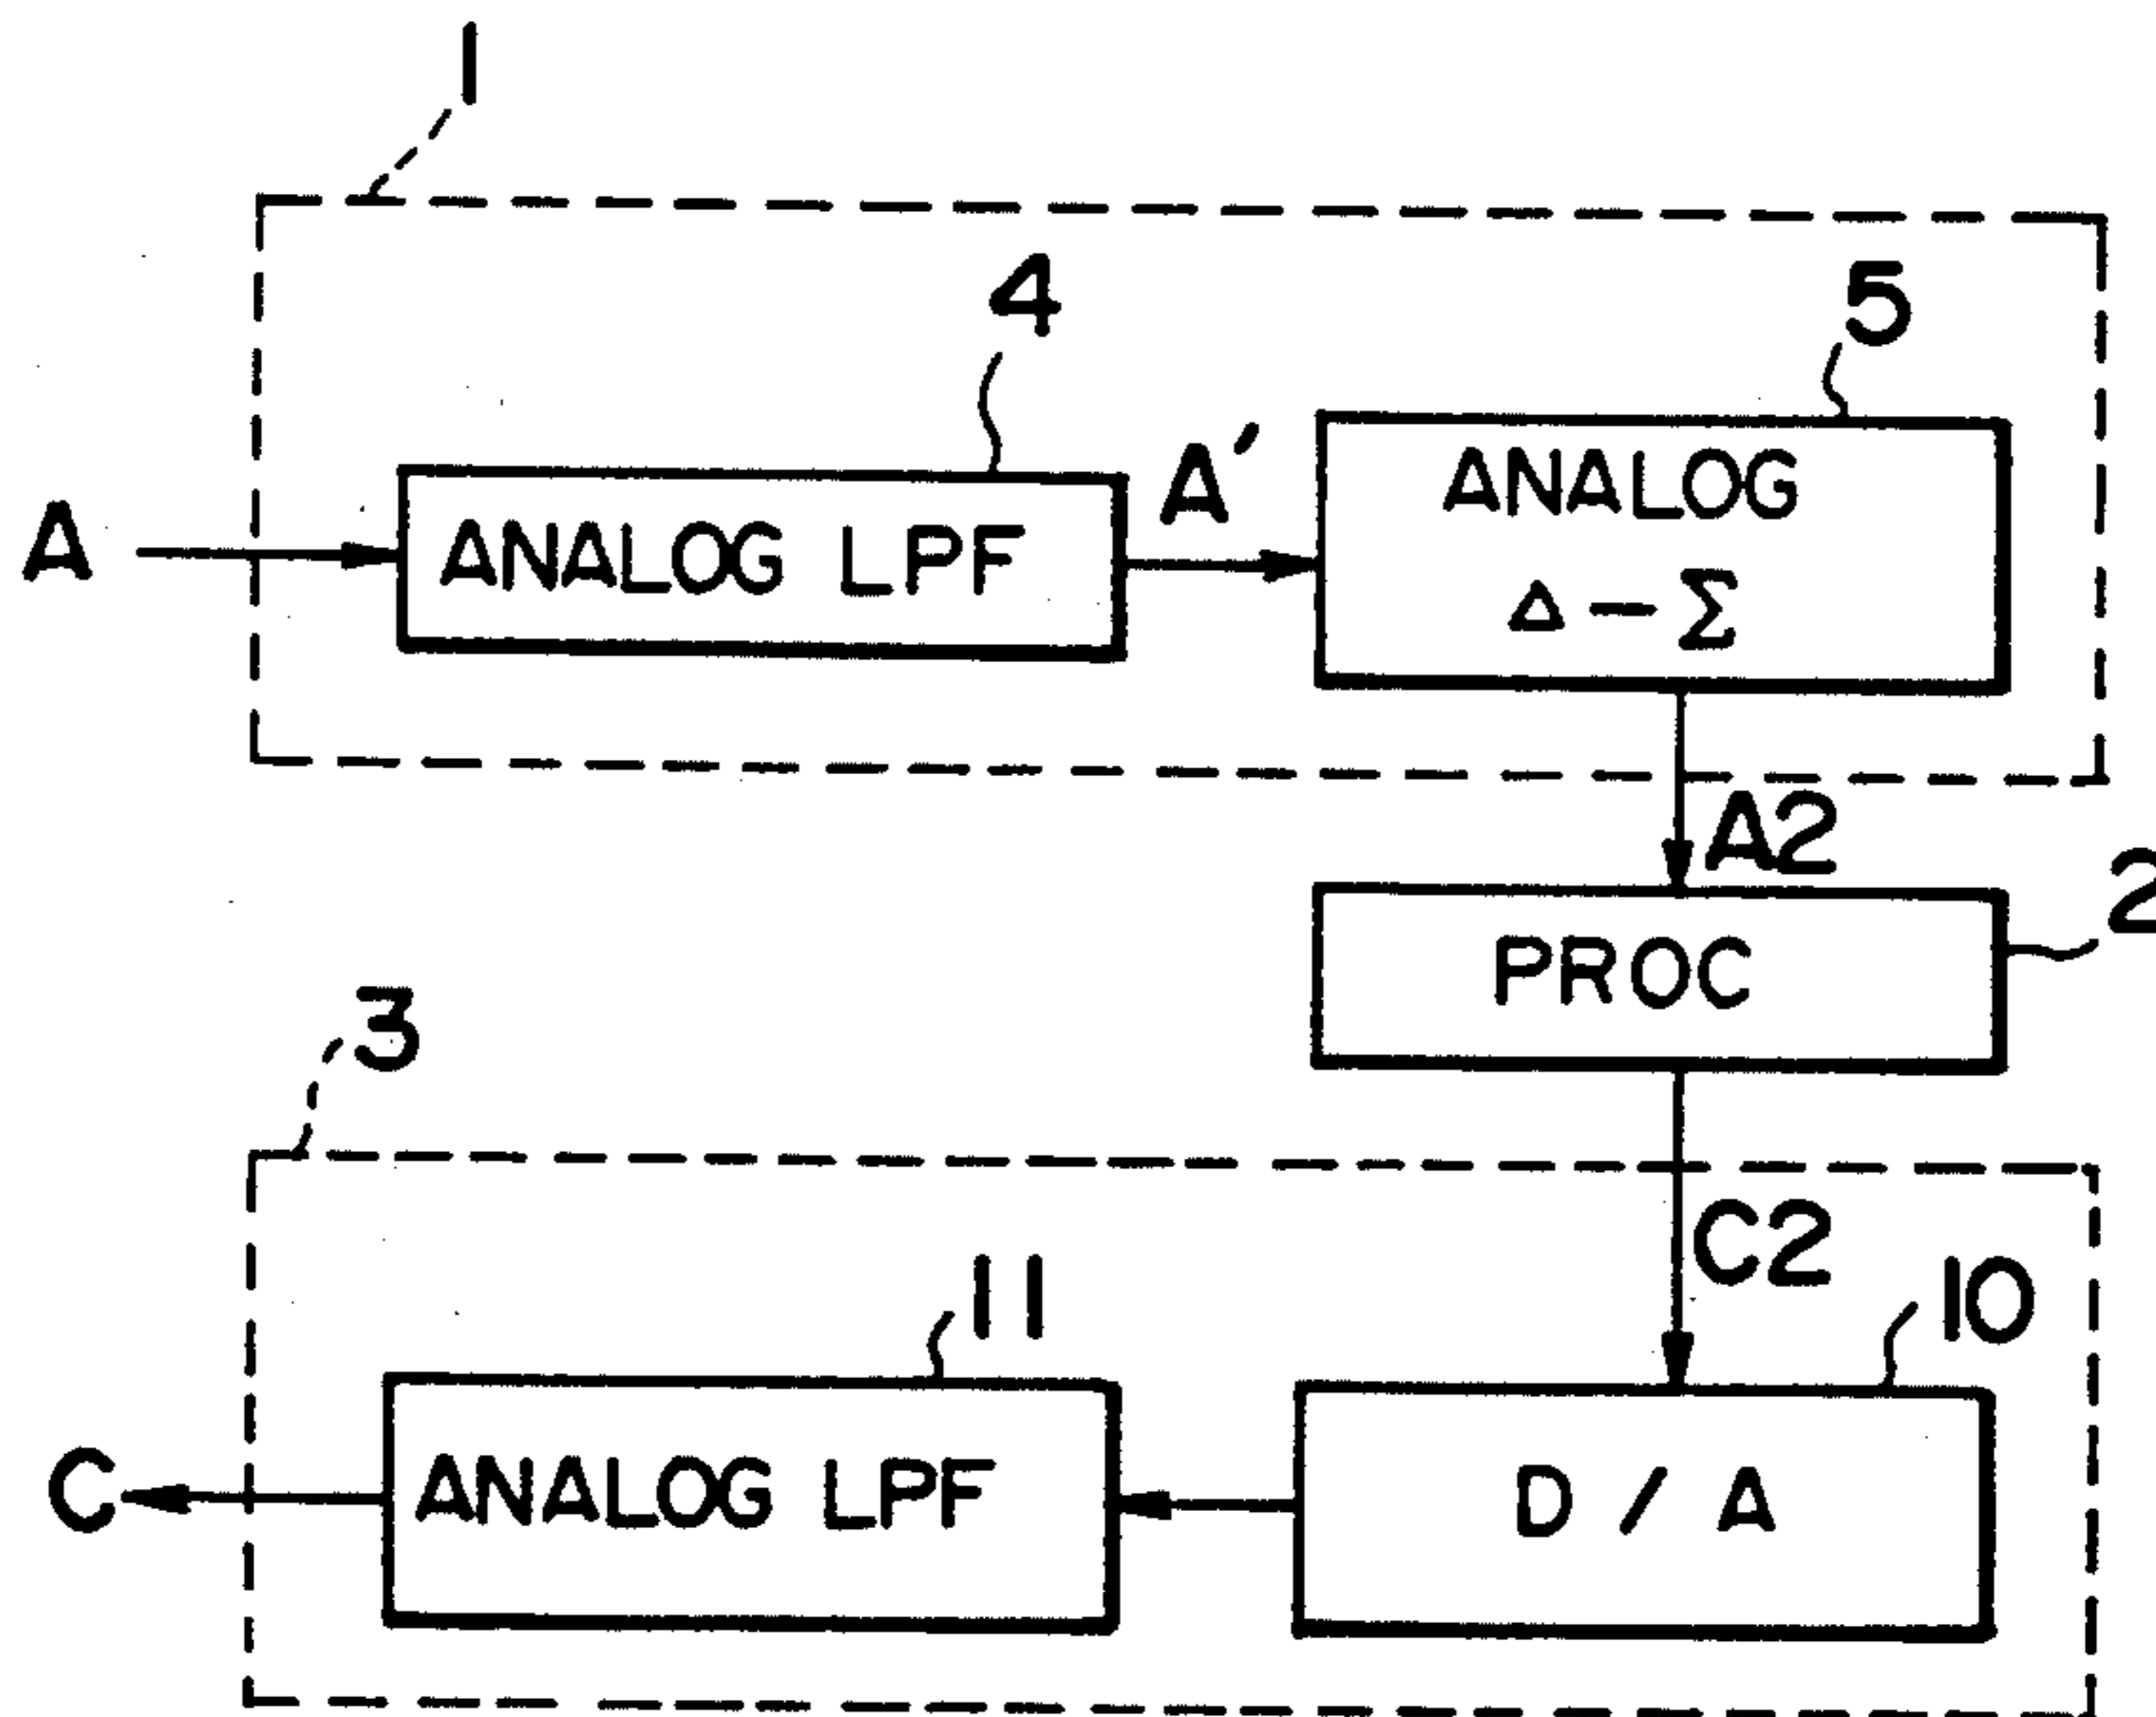 1
4
5
A
ANALOG LPF
A'
ANALOG
Δ-Σ
A2
PROC
2
3
C2
11
10
C
ANALOG LPF
D/A